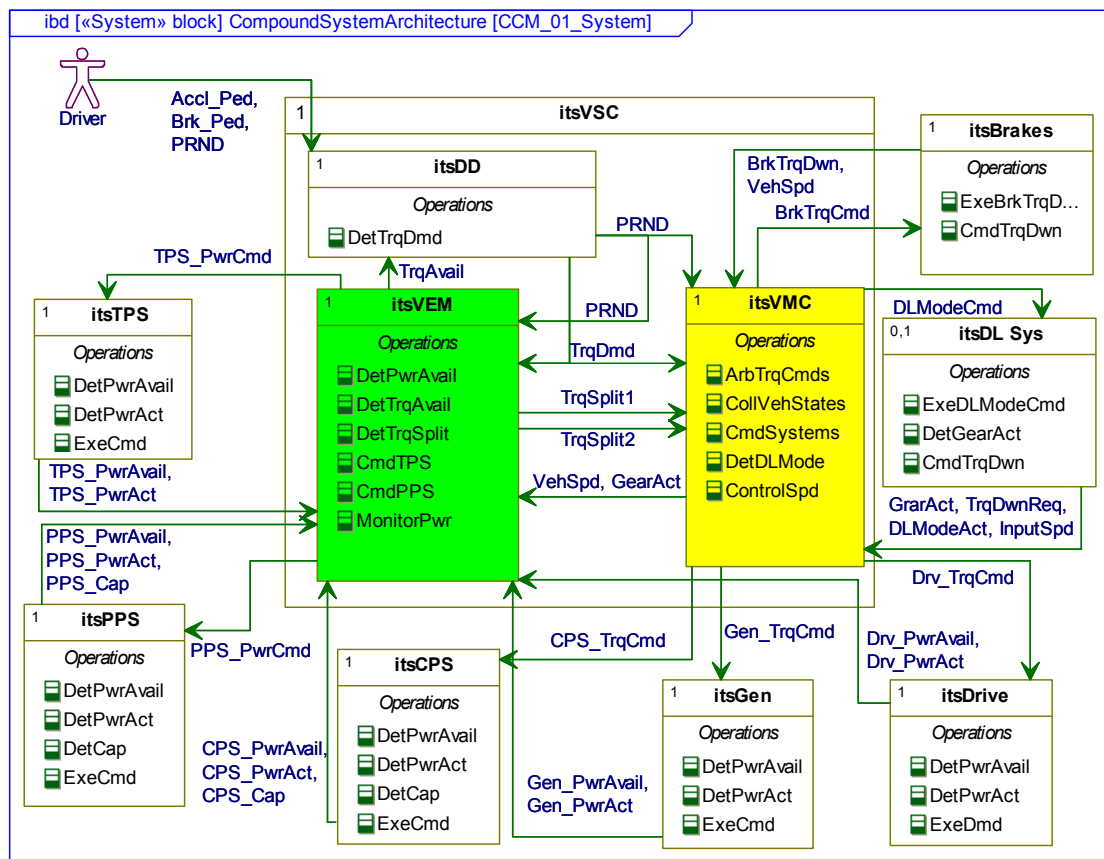 ibd [«System» block] CompoundSystemArchitecture [CCM_01_System]
Driver
Accl_Ped,
Brk_Ped,
PRND
1
itsVSC
1
itsDD
Operations
DetTrqDmd
1
itsBrakes
Operations
ExeBrkTrqD...
CmdTrqDwn
BrkTrqDwn,
VehSpd
BrkTrqCmd
PRND
TPS_PwrCmd
TrqAvail
PRND
TrqDmd
TrqSplit1
TrqSplit2
VehSpd, GearAct
1
itsTPS
Operations
DetPwrAvail
DetPwrAct
ExeCmd
1
itsVEM
Operations
DetPwrAvail
DetTrqAvail
DetTrqSplit
CmdTPS
CmdPPS
MonitorPwr
1
itsVMC
Operations
ArbTrqCmds
CollVehStates
CmdSystems
DetDLMode
ControlSpd
DLModeCmd
0,1
itsDL Sys
Operations
ExeDLModeCmd
DetGearAct
CmdTrqDwn
TPS_PwrAvail,
TPS_PwrAct
PPS_PwrAvail,
PPS_PwrAct,
PPS_Cap
GrarAct, TrqDwnReq,
DLModeAct, InputSpd
Drv_TrqCmd
1
itsPPS
Operations
DetPwrAvail
DetPwrAct
DetCap
ExeCmd
PPS_PwrCmd
CPS_TrqCmd
Gen_TrqCmd
Drv_PwrAvail,
Drv_PwrAct
1
itsCPS
Operations
DetPwrAvail
DetPwrAct
DetCap
ExeCmd
CPS_PwrAvail,
CPS_PwrAct,
CPS_Cap
Gen_PwrAvail,
Gen_PwrAct
1
itsGen
Operations
DetPwrAvail
DetPwrAct
ExeCmd
1
itsDrive
Operations
DetPwrAvail
DetPwrAct
ExeDmd